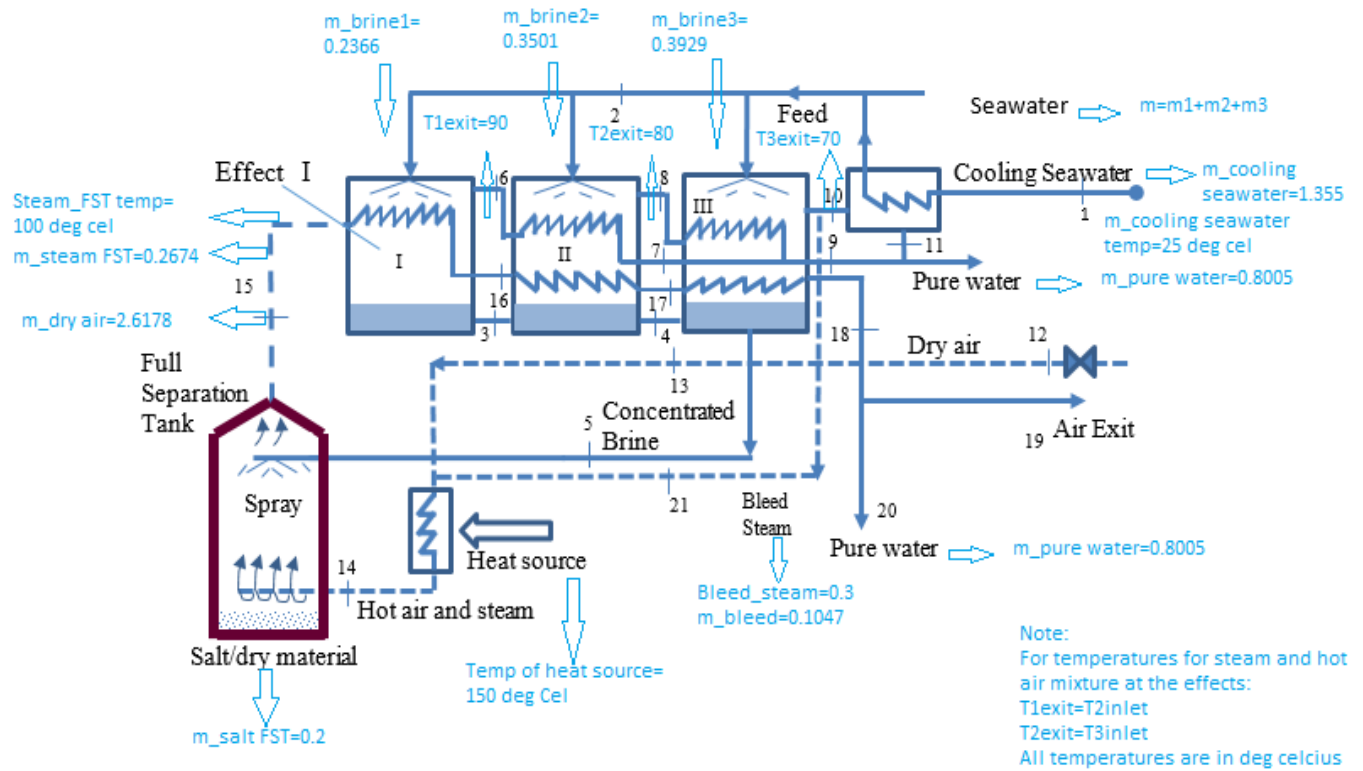 m_brine1=
0.2366
m_brine2=
0.3501
m_brine3=
0.3929
2
Feed
Seawater
m=m1+m2+m3
T1exit=90
T2exit=80
T3exit=70
Effect I
Cooling Seawater
m_cooling
seawater=1.355
1
m_cooling seawater
temp=25 deg cel
Steam_FST temp=
100 deg cel
m_steam FST=0.2674
15
m_dry air=2.6178
6
8
10
I
II
III
7
9
11
Pure water
m_pure water=0.8005
16
17
3
4
18
Dry air
12
13
Full
Separation
Tank
Concentrated
Brine
5
19
Air Exit
Spray
21
Bleed
Steam
20
Pure water
m_pure water=0.8005
Heat source
14
Hot air and steam
Bleed_steam=0.3
m_bleed=0.1047
Salt/dry material
Temp of heat source=
150 deg Cel
m_salt FST=0.2
Note:
For temperatures for steam and hot
air mixture at the effects:
T1exit=T2inlet
T2exit=T3inlet
All temperatures are in deg celcius